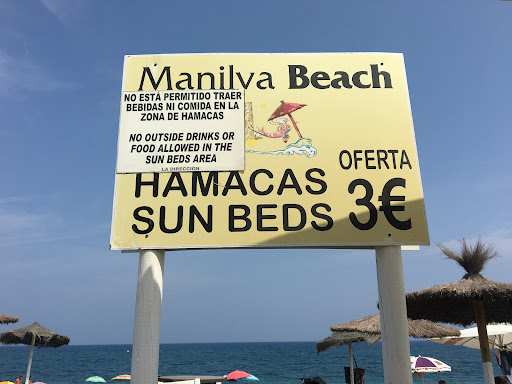 Manilva Beach
NO ESTÁ PERMITIDO TRAER
BEBIDAS NI COMIDA EN LA
ZONA DE HAMACAS
NO OUTSIDE DRINKS OR
FOOD ALLOWED IN THE
SUN BEDS AREA
LA DIRECCIÓN
HAMACAS
SUN BEDS
OFERTA
3€